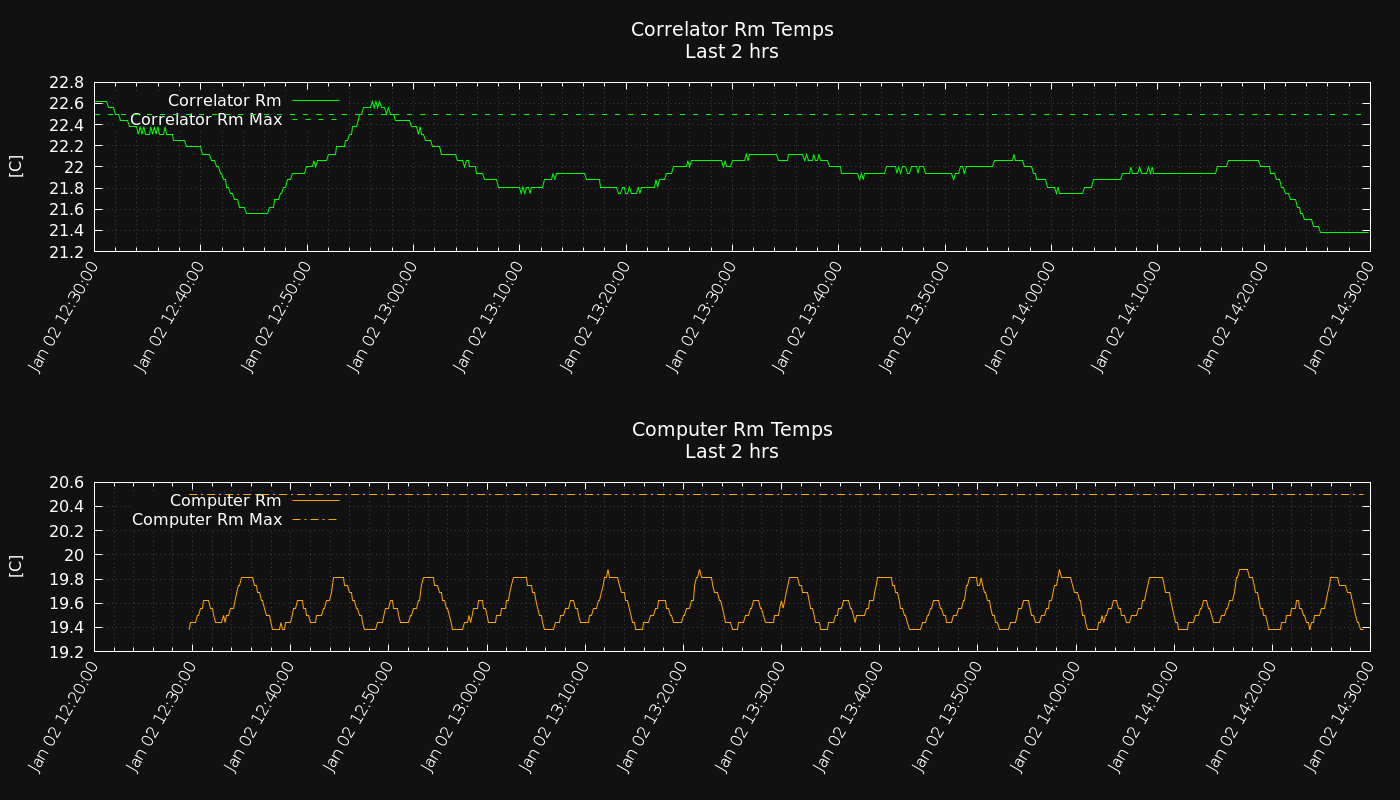 Correlator Rm Temps
Last 2 hrs
22.8
22.6
22.4
22.2
22
21.8
21.6
21.4
21.2
[C]
Correlator Rm
Correlator Rm Max
Jan 02 12:30:00
Jan 02 12:40:00
Jan 02 12:50:00
Jan 02 13:00:00
Jan 02 13:10:00
Jan 02 13:20:00
Jan 02 13:30:00
Jan 02 13:40:00
Jan 02 13:50:00
Jan 02 14:00:00
Jan 02 14:10:00
Jan 02 14:20:00
Jan 02 14:30:00
Computer Rm Temps
Last 2 hrs
20.6
20.4
20.2
20
19.8
19.6
19.4
19.2
[C]
Computer Rm
Computer Rm Max
Jan 02 12:20:00
Jan 02 12:30:00
Jan 02 12:40:00
Jan 02 12:50:00
Jan 02 13:00:00
Jan 02 13:10:00
Jan 02 13:20:00
Jan 02 13:30:00
Jan 02 13:40:00
Jan 02 13:50:00
Jan 02 14:00:00
Jan 02 14:10:00
Jan 02 14:20:00
Jan 02 14:30:00